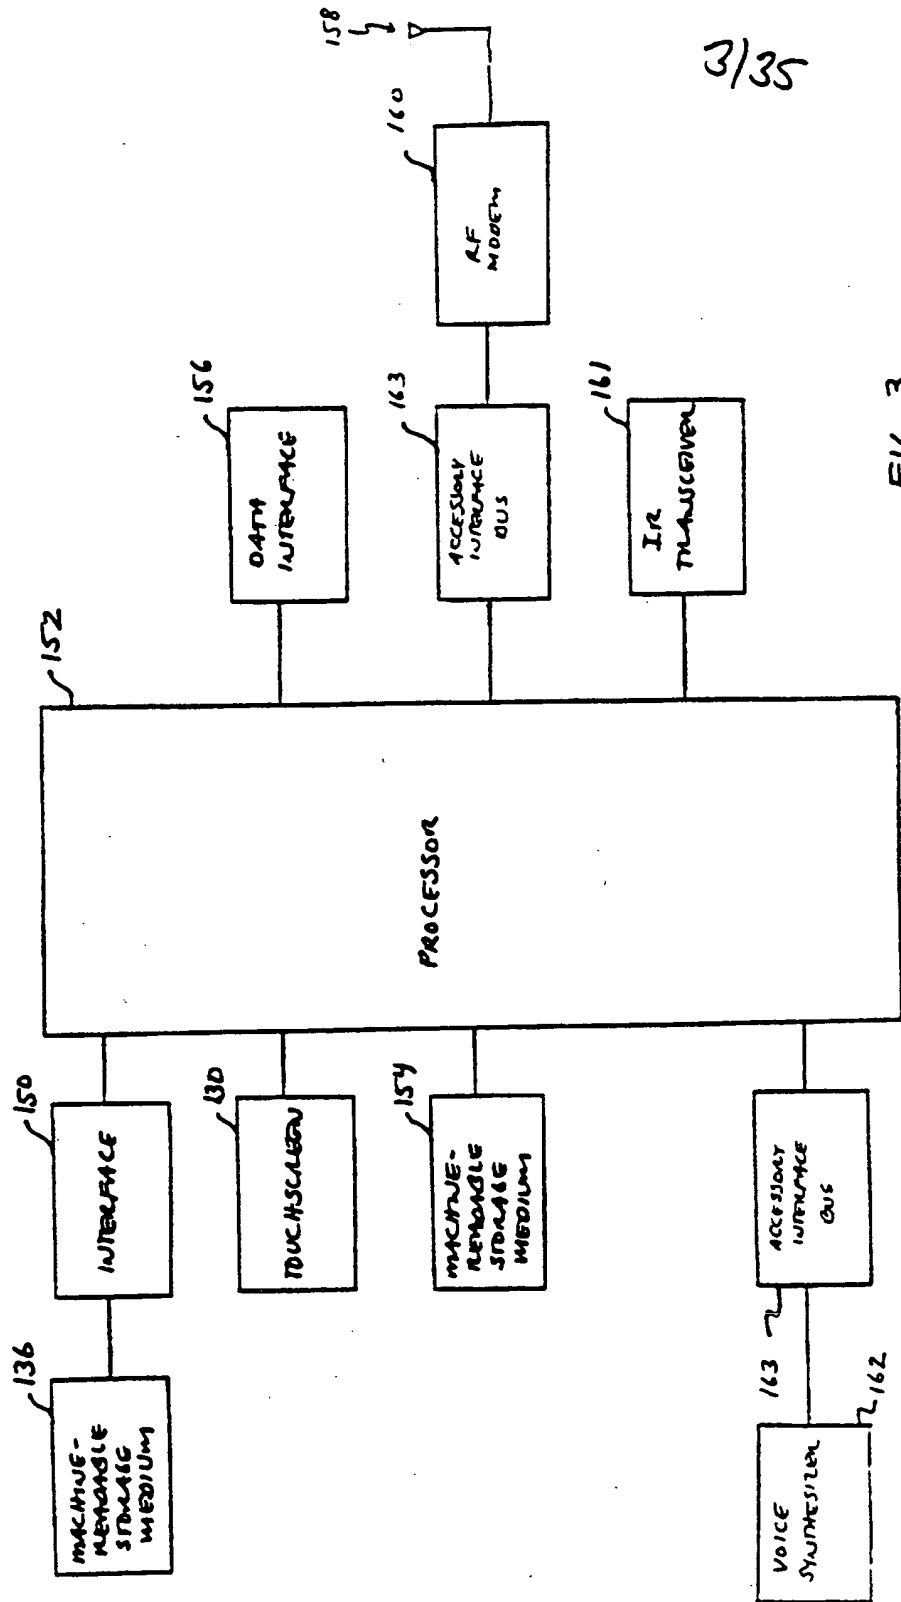 3/35
136
MACHINE-
READABLE
STORAGE
MEDIUM
150
INTERFACE
130
TOUCHSCREEN
154
MACHINE-
READABLE
STORAGE
MEDIUM
VOICE
SYNTHESIZER
162
163
ACCESSORY
INTERFACE
BUS
152
PROCESSOR
156
DATA
INTERFACE
163
ACCESSORY
INTERFACE
BUS
161
IR
TRANSCEIVER
160
RF
MODEM
158